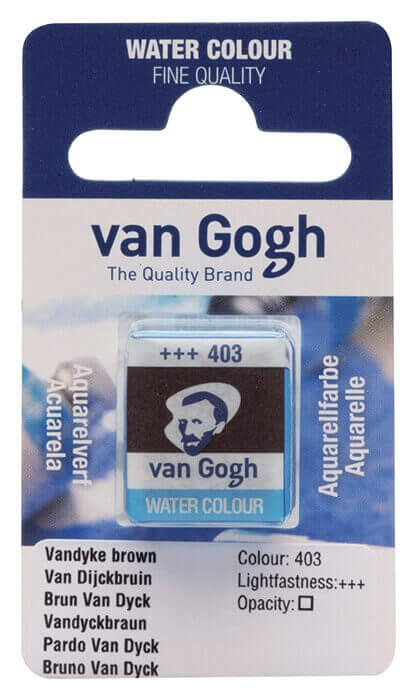 WATER COLOUR
FINE QUALITY
van Gogh
The Quality Brand
Aquarelverf
Acuarela
+++ 403
van Gogh
WATER COLOUR
Aquarellfarbe
Aquarelle
Vandyke brown
Van Dijckbruin
Brun Van Dyck
Vandyckbraun
Pardo Van Dyck
Bruno Van Dyck
Colour: 403
Lightfastness:+++
Opacity: □